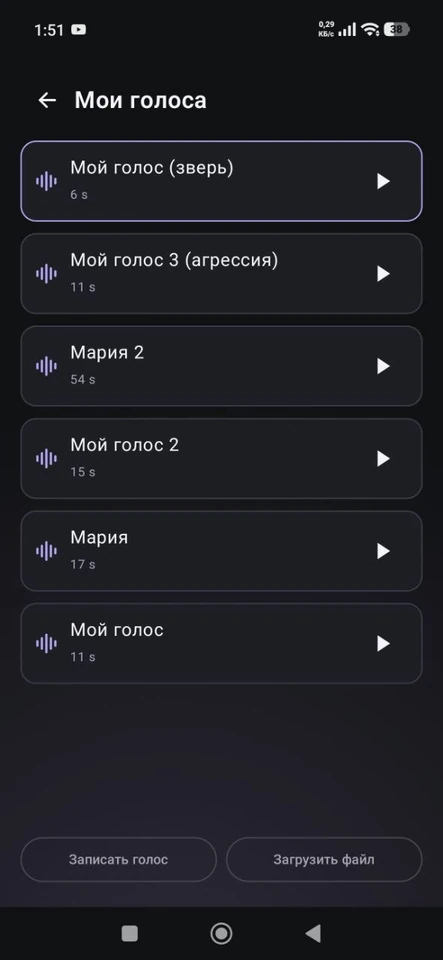 1:51
0,29
КБ/с
38
Мои голоса
Мой голос (зверь)
6 s
Мой голос 3 (агрессия)
11 s
Мария 2
54 s
Мой голос 2
15 s
Мария
17 s
Мой голос
11 s
Записать голос
Загрузить файл